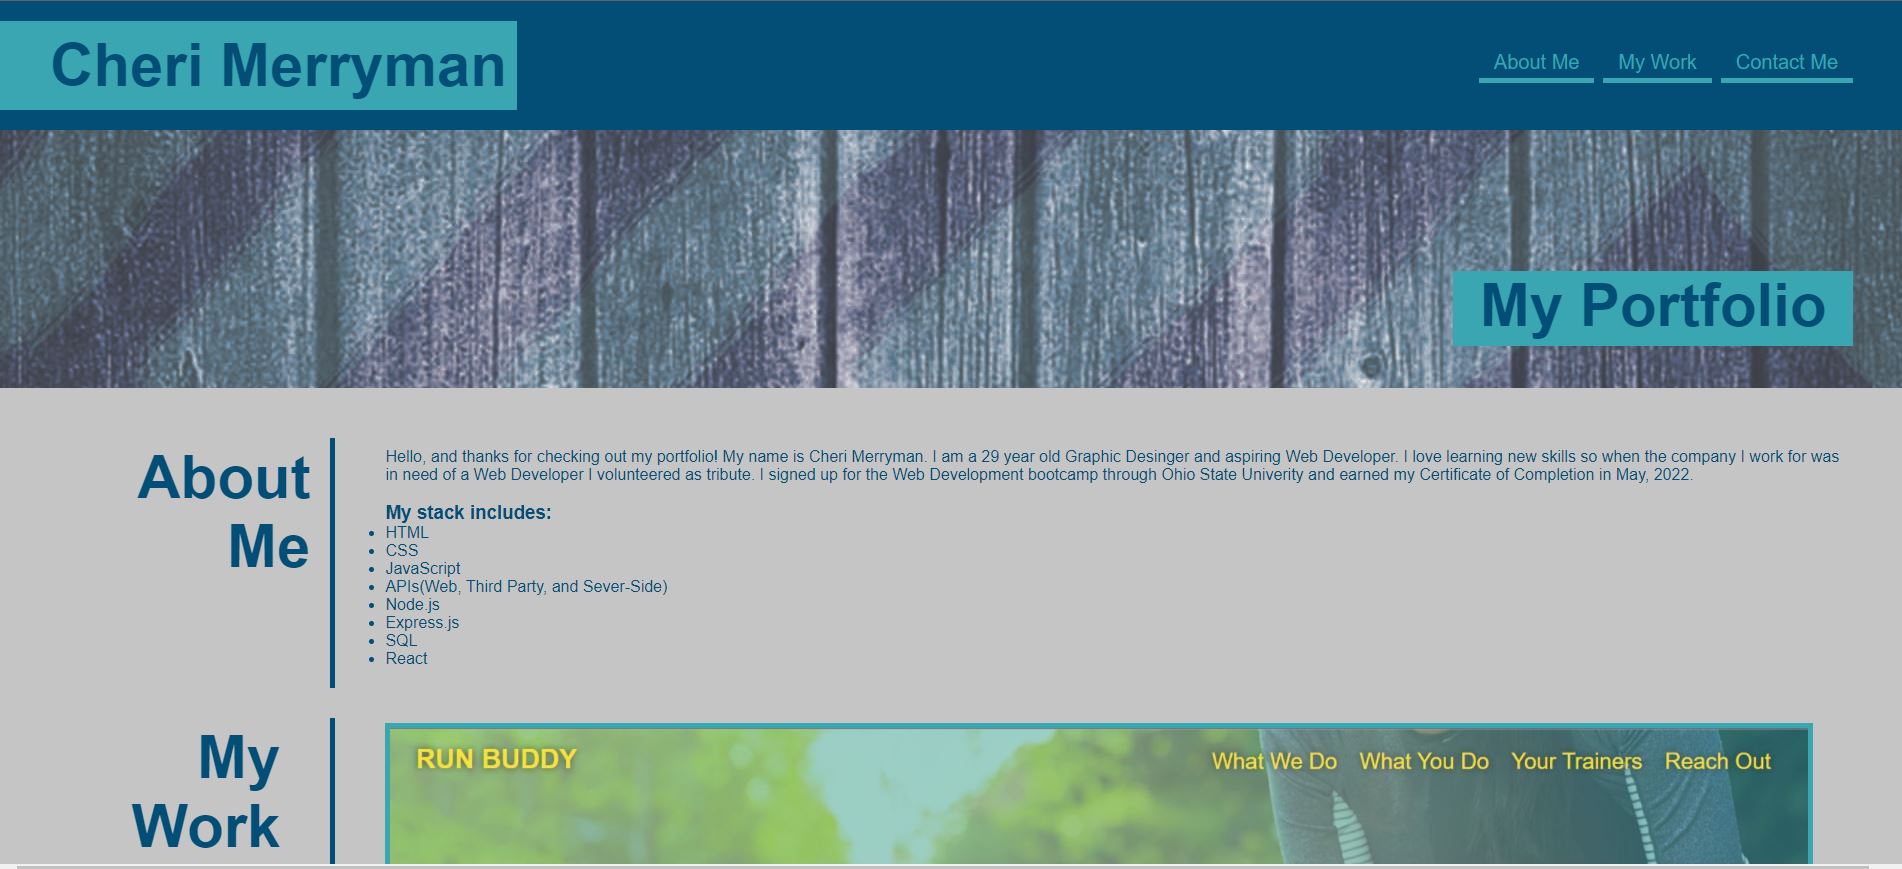 Cheri Merryman
About Me My Work Contact Me
My Portfolio
About
Me
Hello, and thanks for checking out my portfolio! My name is Cheri Merryman. I am a 29 year old Graphic Desinger and aspiring Web Developer. I love learning new skills so when the company I work for was
in need of a Web Developer I volunteered as tribute. I signed up for the Web Development bootcamp through Ohio State Univerity and earned my Certificate of Completion in May, 2022.
My stack includes:
• HTML
• CSS
• JavaScript
• APIs(Web, Third Party, and Sever-Side)
• Node.js
• Express.js
• SQL
• React
My
Work
RUN BUDDY
What We Do What You Do Your Trainers Reach Out